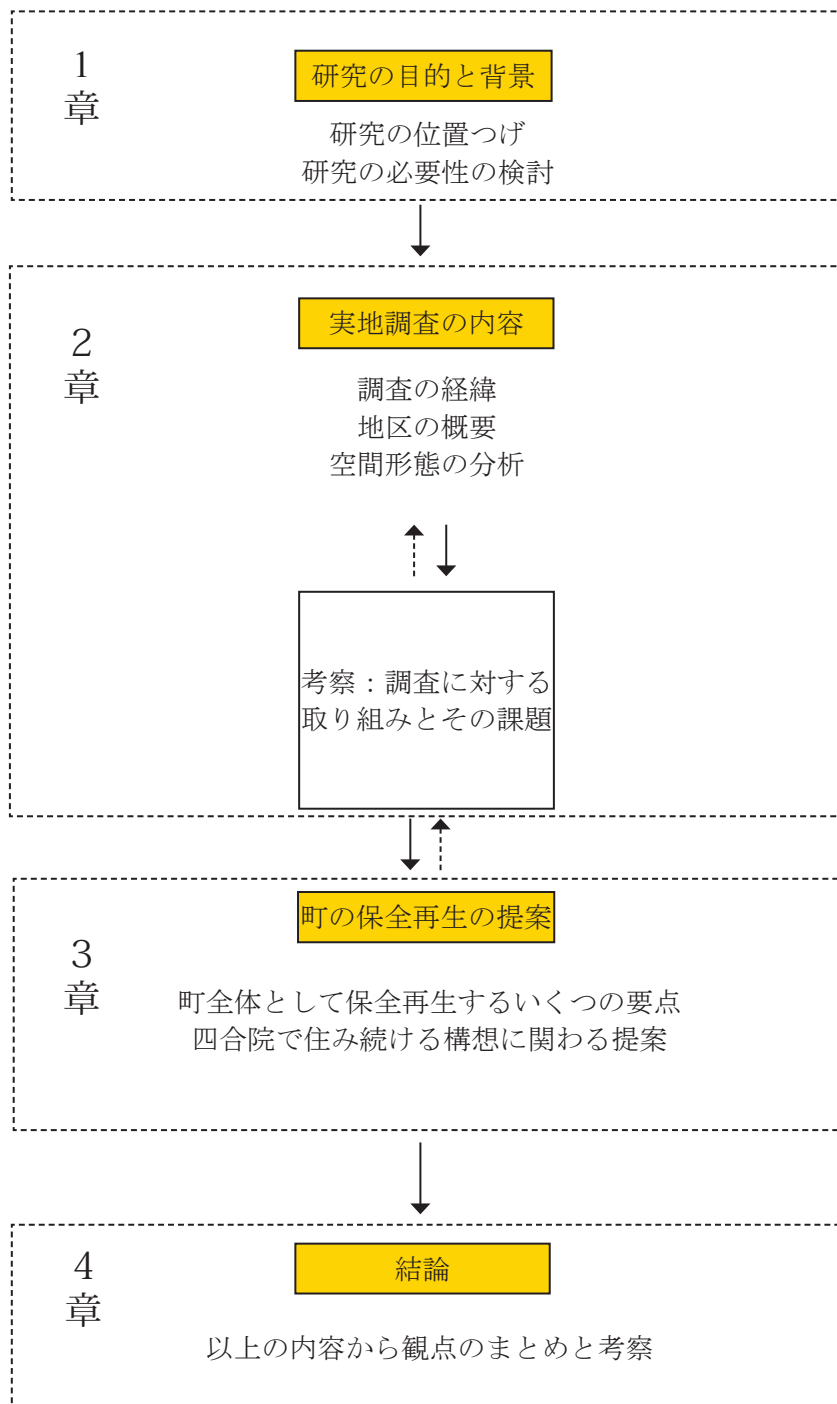 1
章
研究の目的と背景
研究の位置つげ
研究の必要性の検討
2
章
実地調査の内容
調査の経緯
地区の概要
空間形態の分析
考察：調査に対する
取り組みとその課題
3
章
町の保全再生の提案
町全体として保全再生するいくつの要点
四合院で住み続ける構想に関わる提案
4
章
結論
以上の内容から観点のまとめと考察